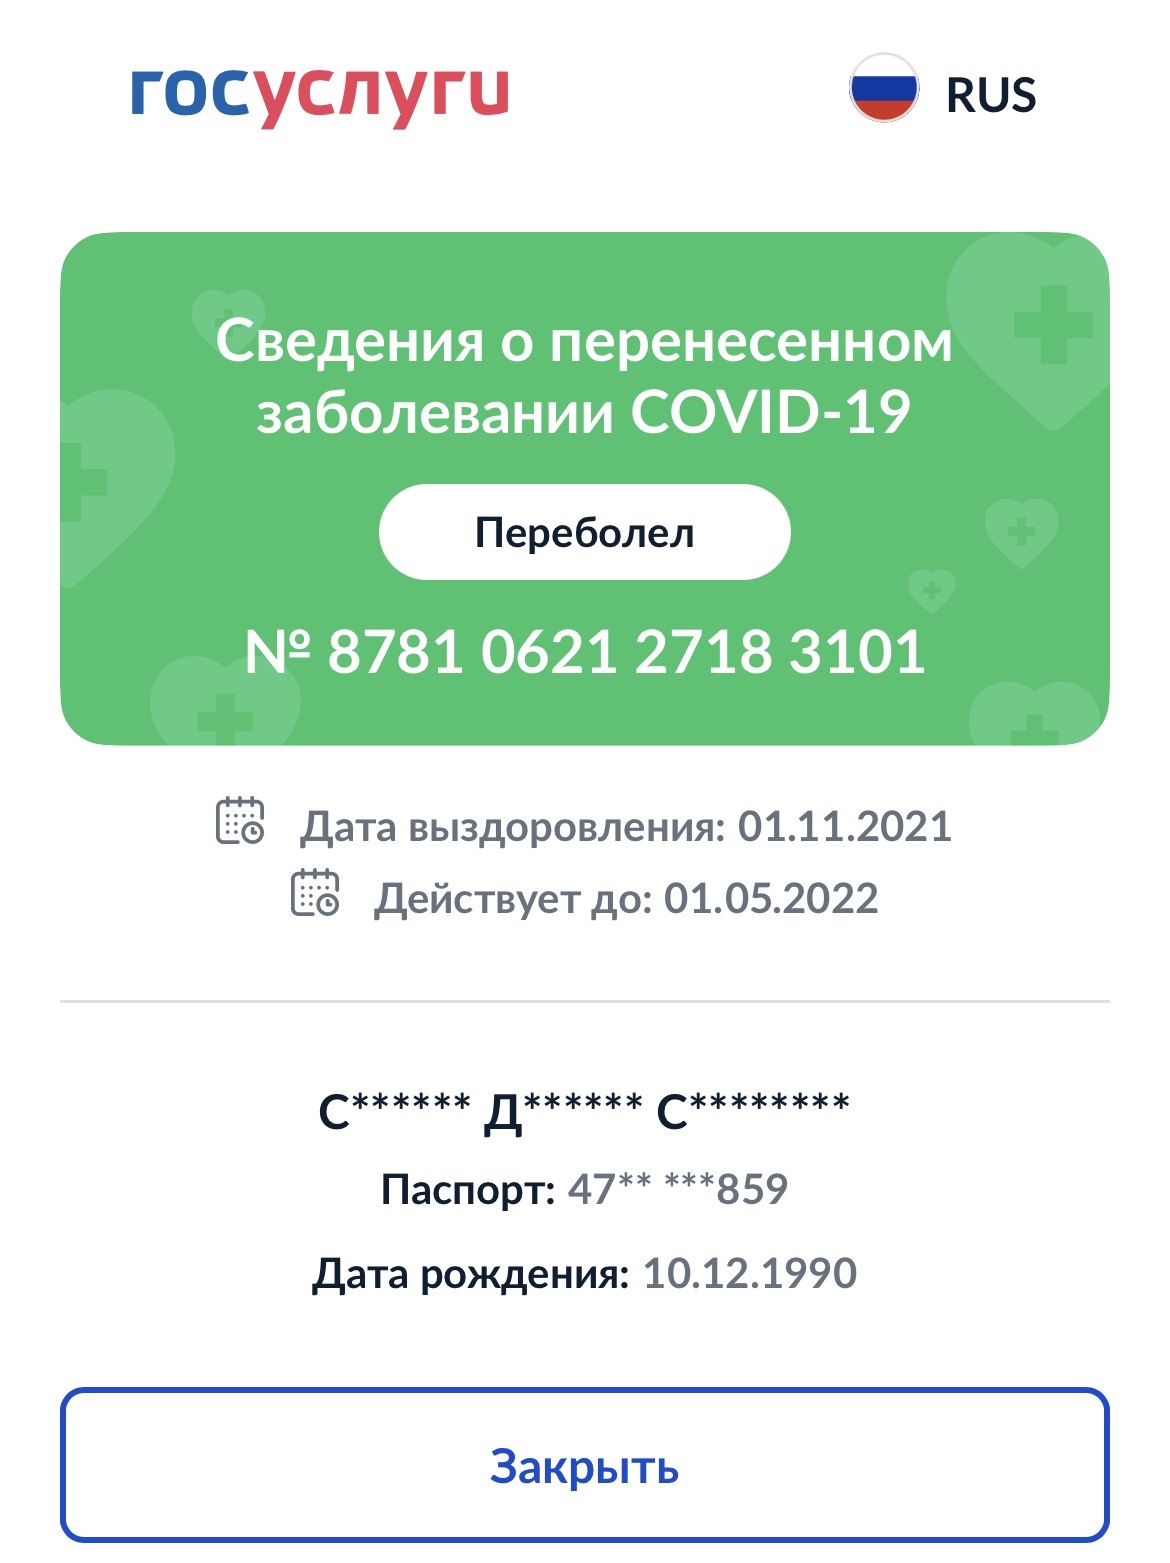 госуслуги
RUS
Сведения о перенесенном
заболевании COVID-19
Переболел
№ 8781 0621 2718 3101
Дата выздоровления: 01.11.2021
Действует до: 01.05.2022
С****** Д****** С********
Паспорт: 47** ***859
Дата рождения: 10.12.1990
Закрыть